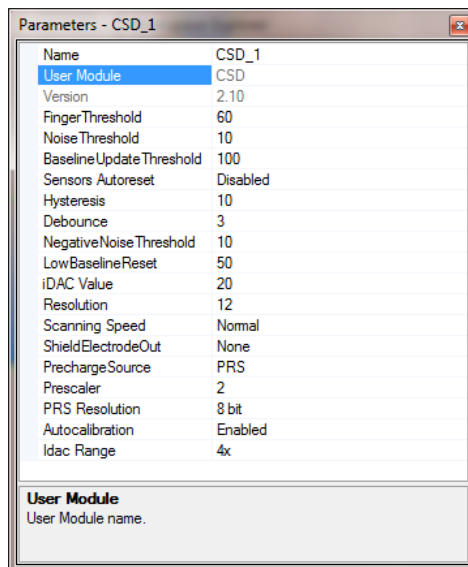 Parameters - CSD_1
Name CSD_1
User Module CSD
Version 2.10
FingerThreshold 60
NoiseThreshold 10
BaselineUpdateThreshold 100
Sensors Autoreset Disabled
Hysteresis 10
Debounce 3
NegativeNoiseThreshold 10
LowBaselineReset 50
iDAC Value 20
Resolution 12
Scanning Speed Normal
ShieldElectrodeOut None
PrechargeSource PRS
Prescaler 2
PRS Resolution 8 bit
Autocalibration Enabled
Idac Range 4x
User Module
User Module name.